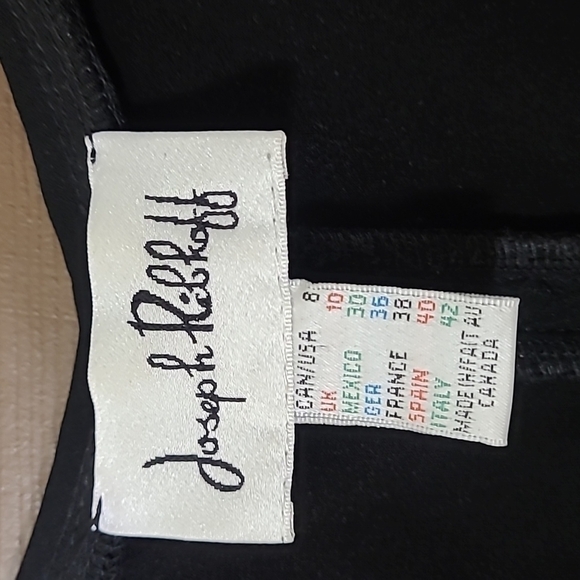 Joseph Ribkoff
CAN/USA 8
UK 10
MEXICO 30
GER 36
FRANCE 38
SPAIN 40
ITALY 42
MADE IN/FAIT AU
CANADA